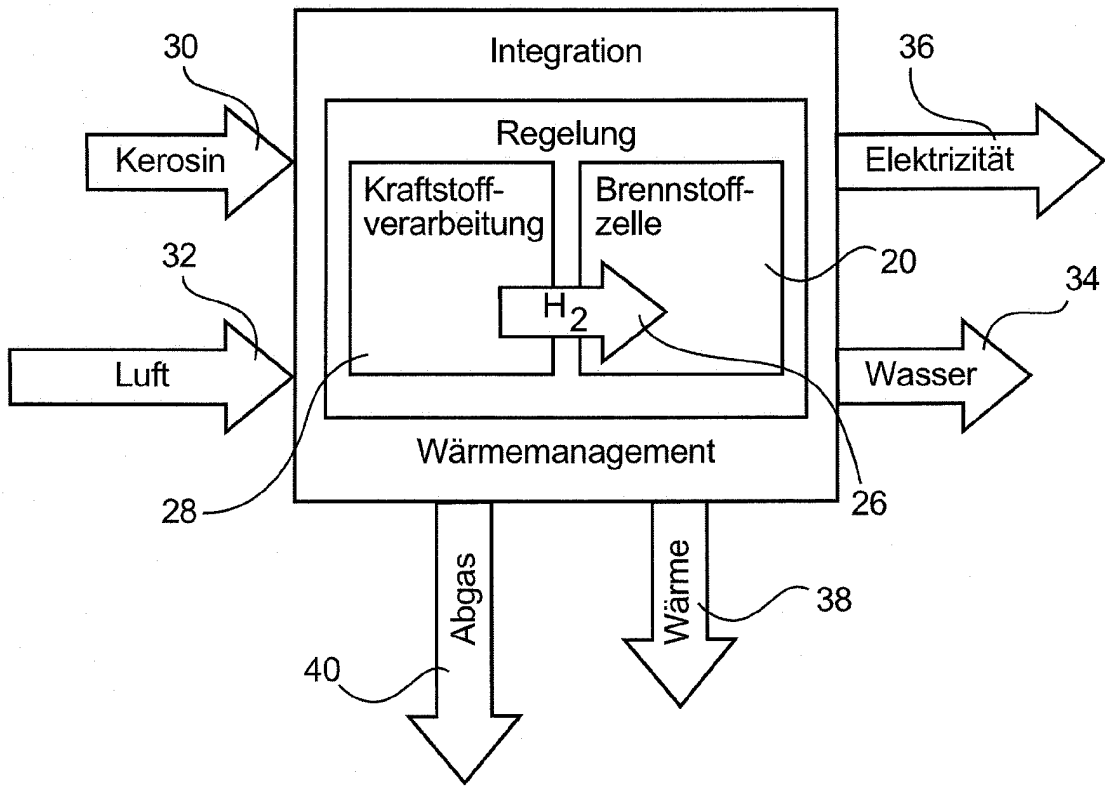 Integration
30
36
Regelung
Kerosin
Elektrizität
Kraftstoff-
verarbeitung
Brennstoff-
zelle
32
20
34
H2
Luft
Wasser
Wärmemanagement
28
26
Abgas
Wärme
38
40